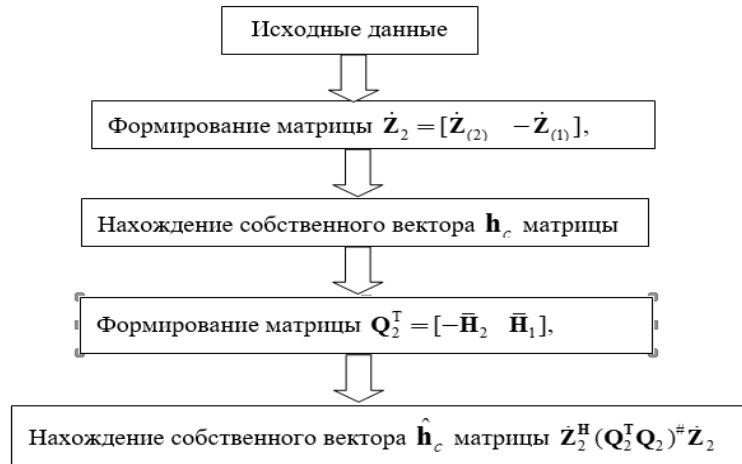 Исходные данные
Формирование матрицы Ż₂ = [Ż₍₂₎ −Ż₍₁₎],
Нахождение собственного вектора h_c матрицы
Формирование матрицы Q₂ᵀ = [−H̄₂ H̄₁],
Нахождение собственного вектора ĥ_c матрицы Ż₂ᴴ(Q₂ᵀQ₂)^#Ż₂